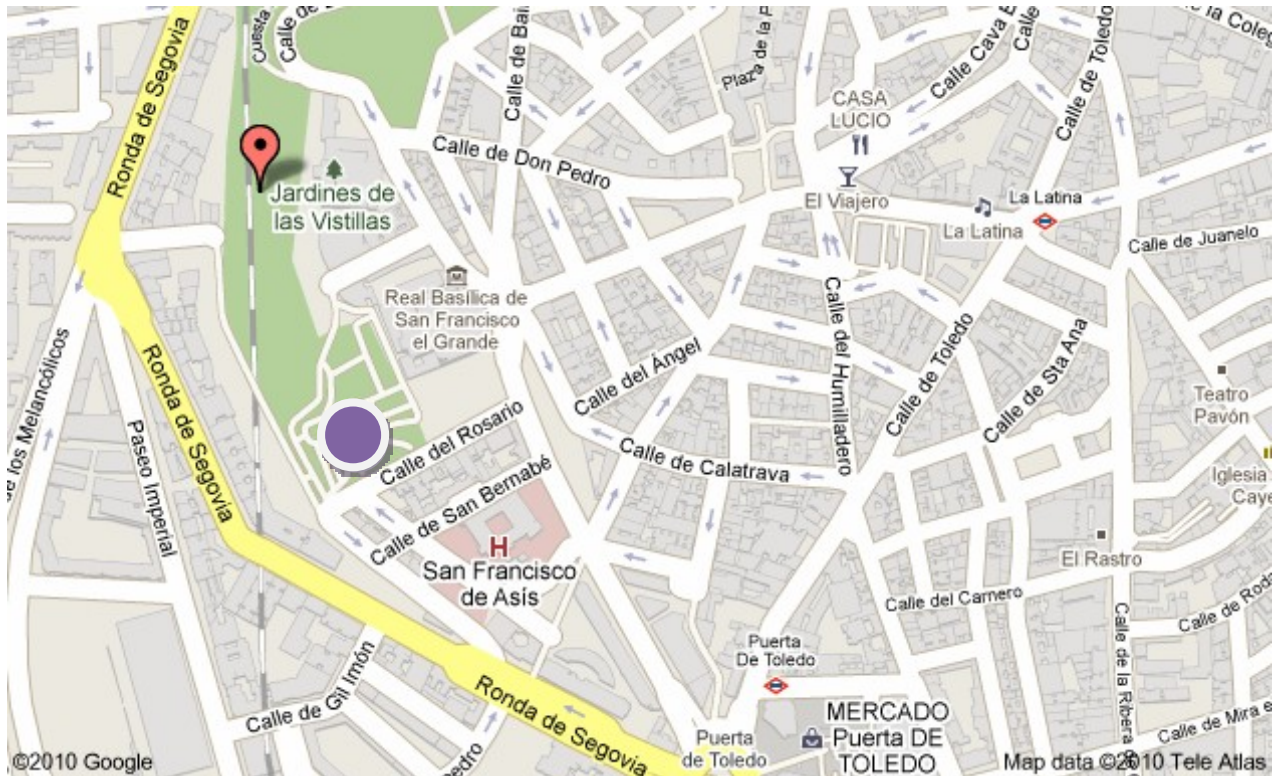 Cuesta
Calle de
Calle de Bai
Calle
Calle de Toledo
de la Coleg
Ronda de Segovia
Plaza de la P
Calle Cava B
CASA
LUCIO
Calle de Don Pedro
Jardines de
las Vistillas
El Viajero
La Latina
La Latina
Calle de Juanelo
Real Basílica de
San Francisco
el Grande
Calle del Humilladero
Calle de Toledo
Calle de Sta Ana
de los Melancólicos
Ronda de Segovia
Calle del Ángel
Teatro
Pavón
Paseo Imperial
Calle del Rosario
Calle de Calatrava
Calle de San Bernabé
Iglesia
Caye
H
San Francisco
de Asís
El Rastro
Calle del Carnero
Calle de Roda
Calle de la Ribera de
Puerta
De Toledo
Calle de Gil Imón
Ronda de Segovia
MERCADO
Puerta DE
TOLEDO
Puerta
de Toledo
Calle de Mira e
Pedro
©2010 Google
Map data ©2010 Tele Atlas